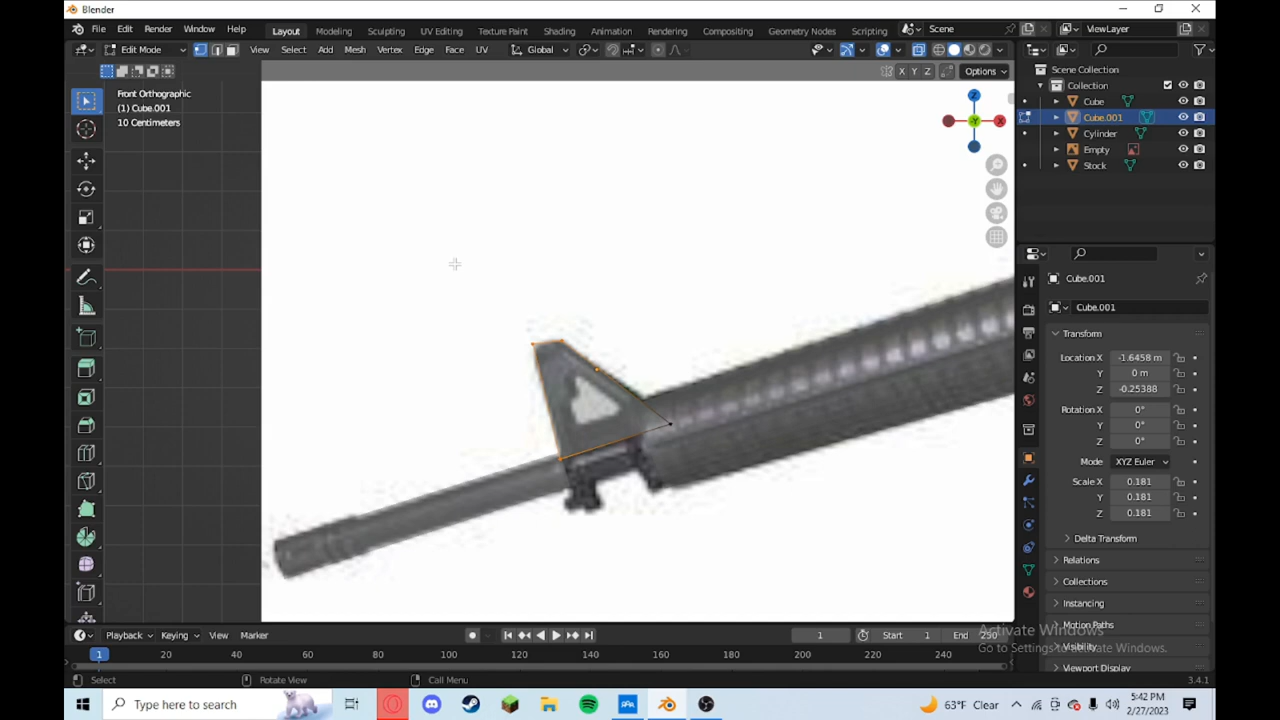 Blender
File Edit Render Window Help
Layout Modeling Sculpting UV Editing Texture Paint Shading Animation Rendering Compositing Geometry Nodes Scripting
Scene
ViewLayer
Edit Mode
View Select Add Mesh Vertex Edge Face UV
Global
X Y Z
Options
Front Orthographic
(1) Cube.001
10 Centimeters
Z
-Y
X
Scene Collection
Collection
Cube
Cube.001
Cylinder
Empty
Stock
Cube.001
Cube.001
Transform
Location X -1.6458 m
Y 0 m
Z -0.25388
Rotation X 0°
Y 0°
Z 0°
Mode XYZ Euler
Scale X 0.181
Y 0.181
Z 0.181
Delta Transform
Relations
Collections
Instancing
Motion Paths
Visibility
Viewport Display
Activate Windows
Go to Settings to activate Windows.
Playback Keying View Marker
1
Start 1
End 250
1 20 40 60 80 100 120 140 160 180 200 220 240
Select
Rotate View
Call Menu
3.4.1
Type here to search
63°F Clear
5:42 PM
2/27/2023